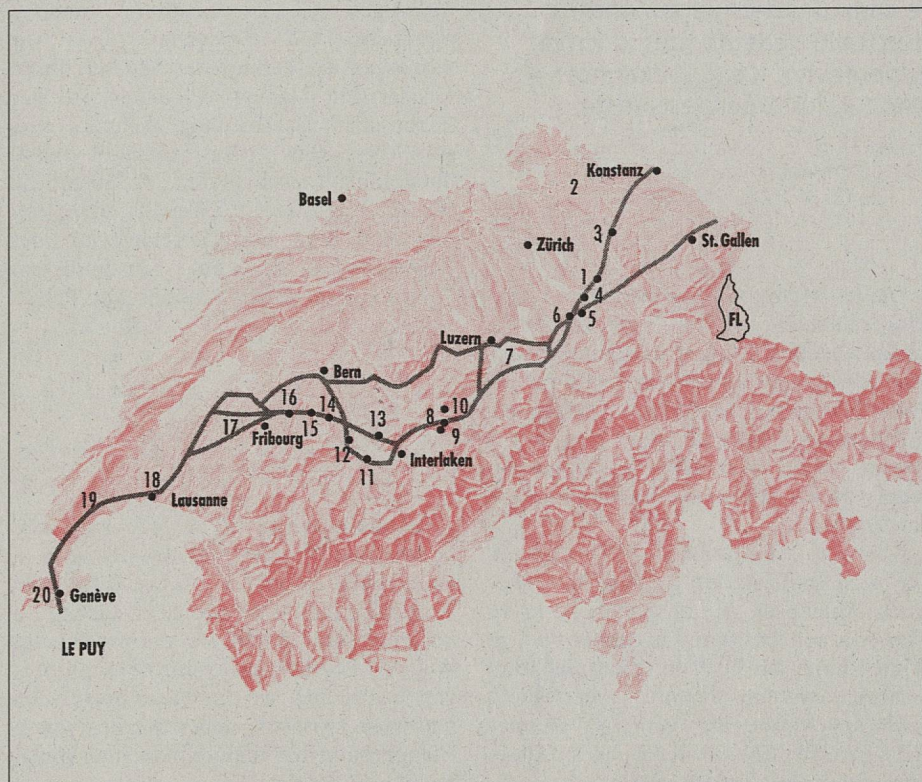 Konstanz
2
Basel
3
Zürich
St. Gallen
1
4
6
5
FL
Luzern
7
Bern
10
16
14
8
15
13
9
17
Fribourg
12
Interlaken
11
18
19
Lausanne
20
Genève
LE PUY